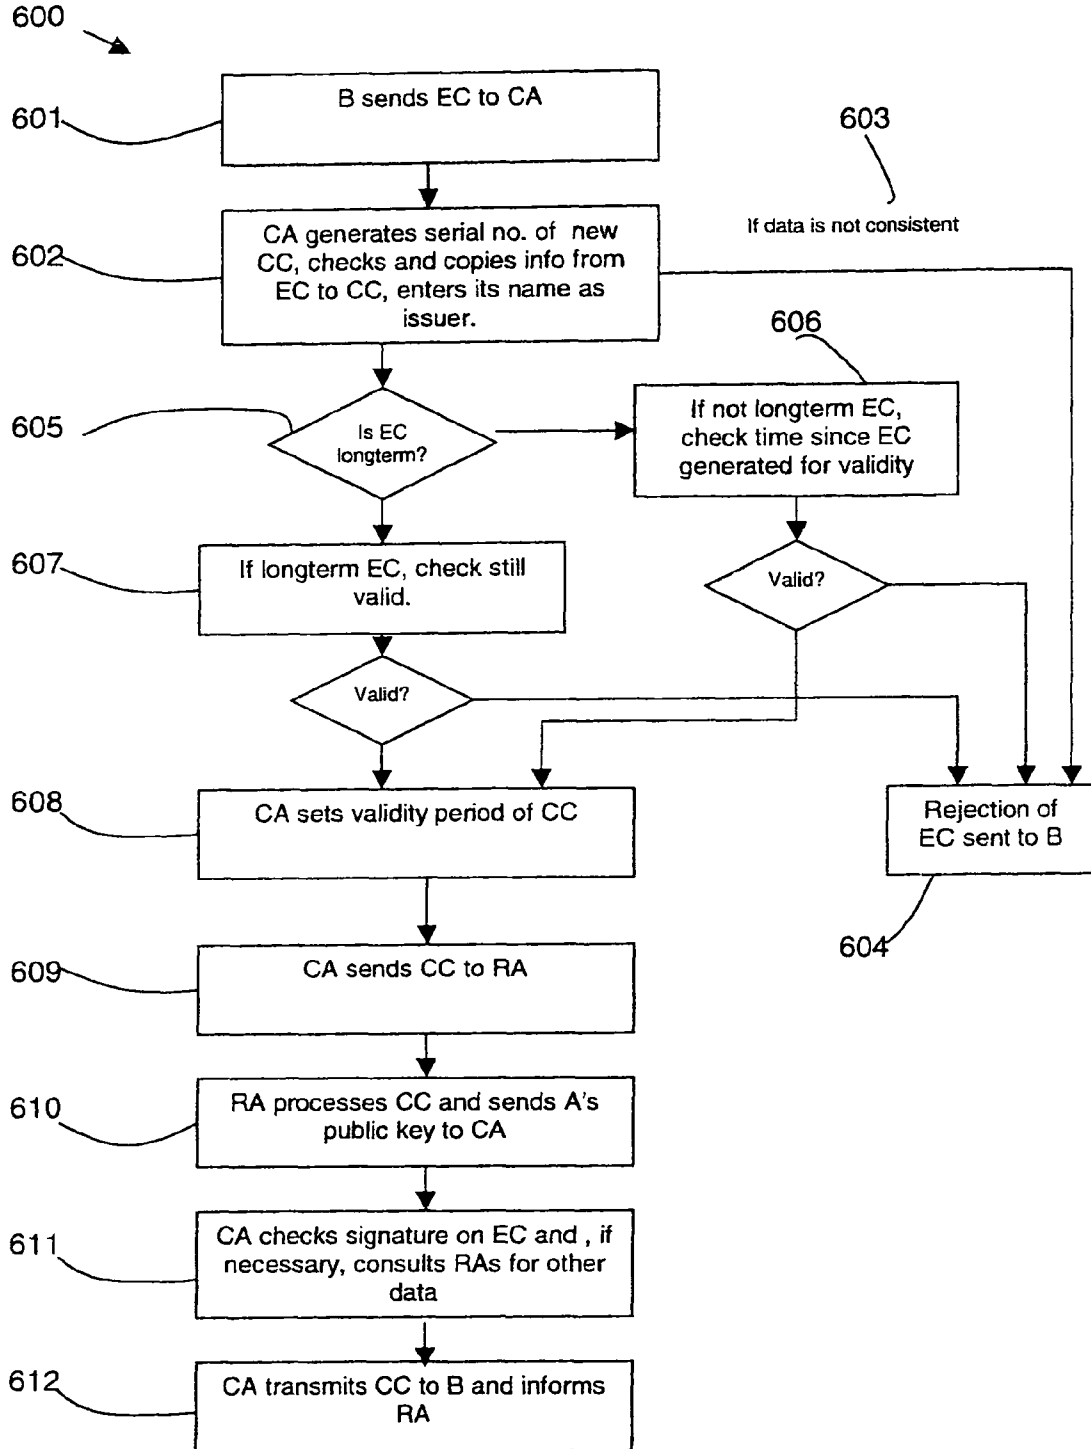 600
601
B sends EC to CA
603
If data is not consistent
602
CA generates serial no. of new
CC, checks and copies info from
EC to CC, enters its name as
issuer.
606
605
Is EC
longterm?
If not longterm EC,
check time since EC
generated for validity
607
If longterm EC, check still
valid.
Valid?
Valid?
608
CA sets validity period of CC
Rejection of
EC sent to B
604
609
CA sends CC to RA
610
RA processes CC and sends A's
public key to CA
611
CA checks signature on EC and , if
necessary, consults RAs for other
data
612
CA transmits CC to B and informs
RA